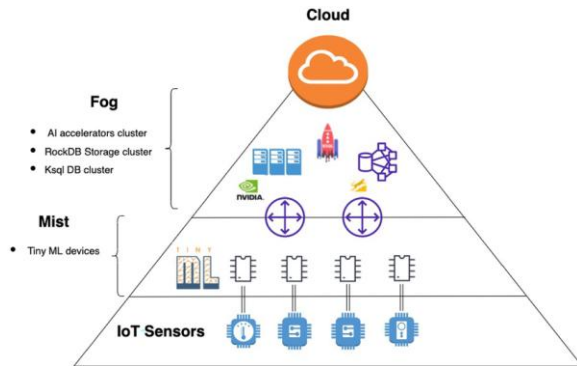 Cloud
Fog
AI accelerators cluster
RockDB Storage cluster
Ksql DB cluster
NVIDIA.
Mist
Tiny ML devices
TINY
ML
IoT Sensors